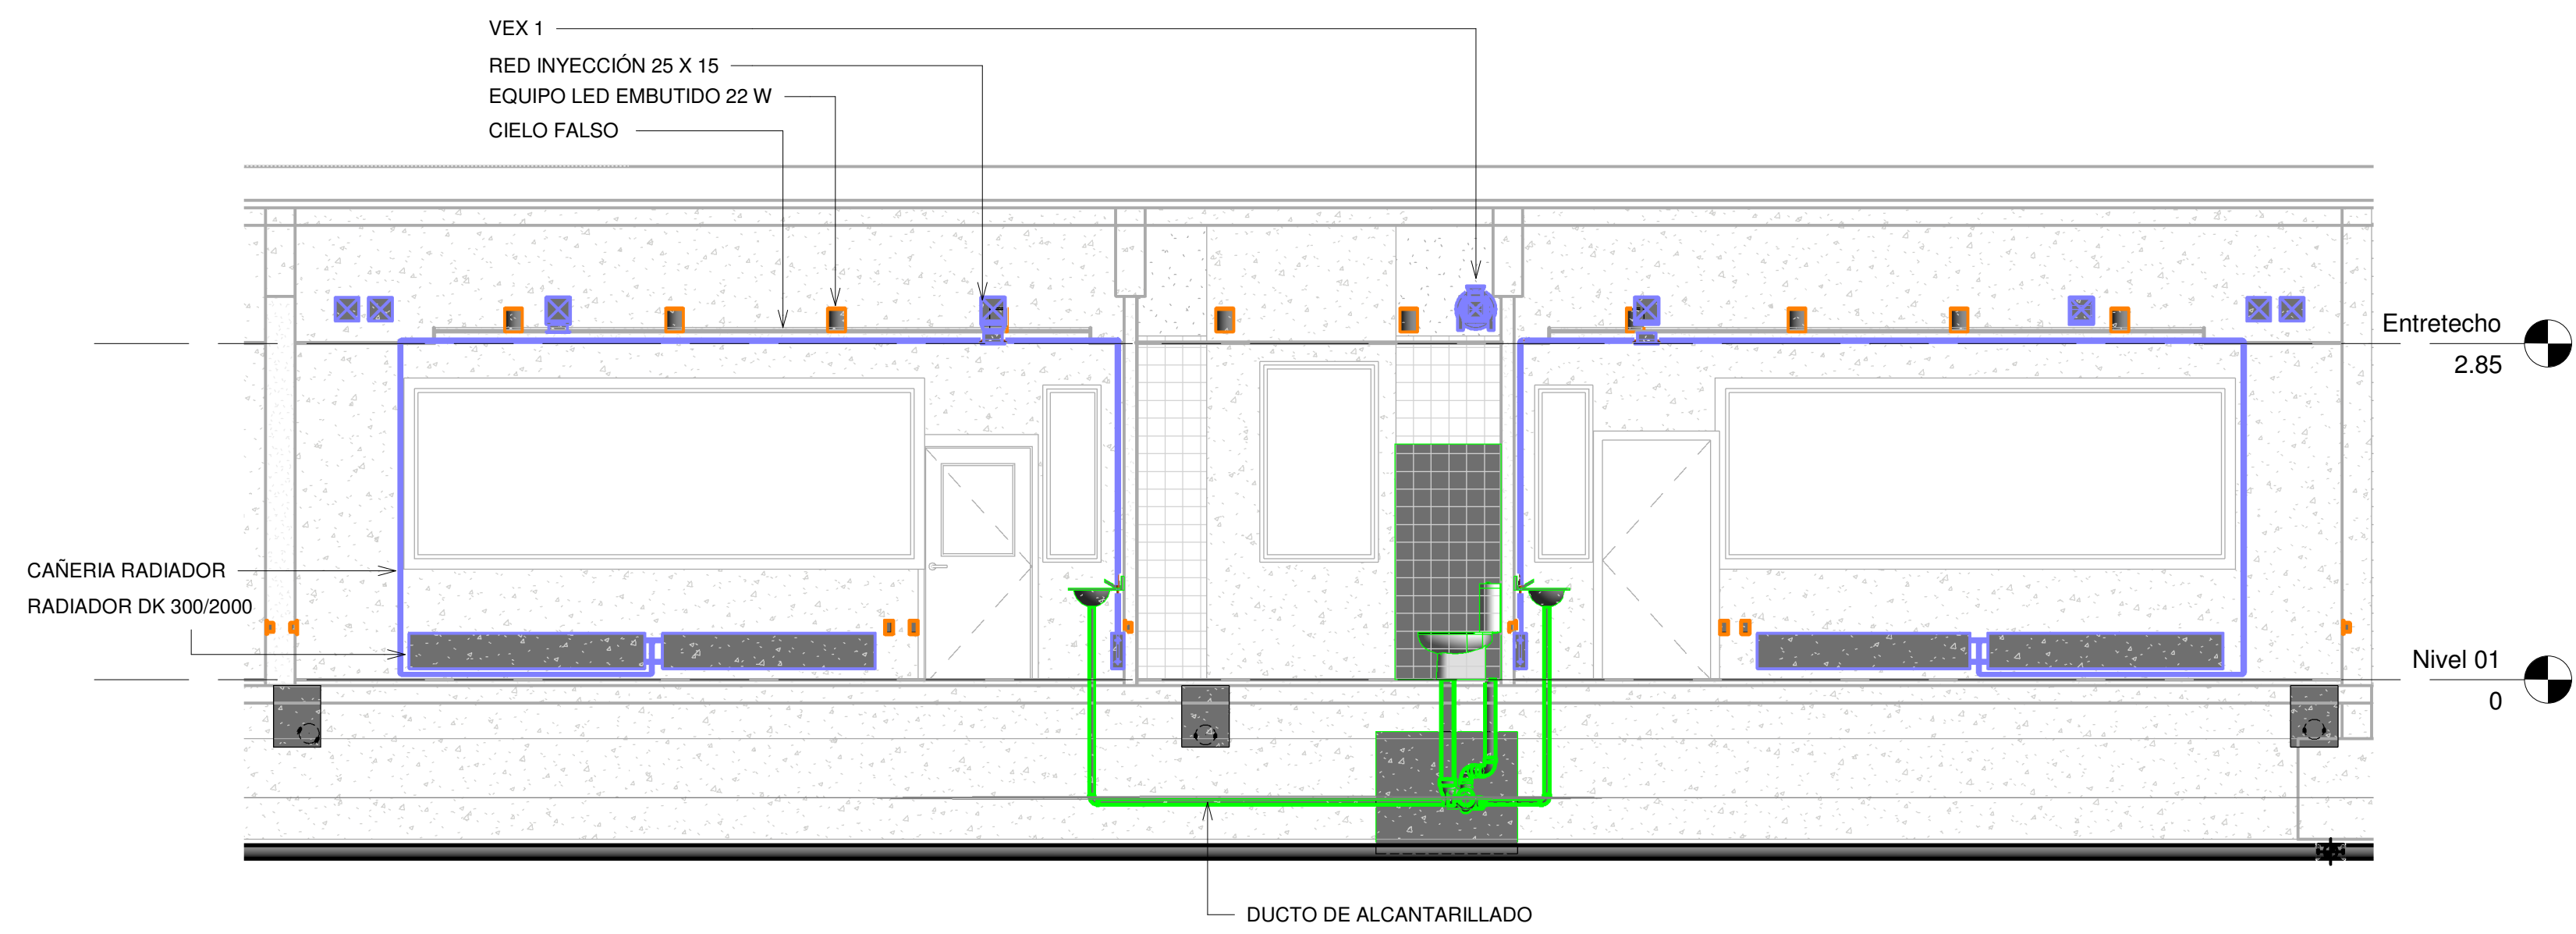 VEX 1
RED INYECCIÓN 25 X 15
EQUIPO LED EMBUTIDO 22 W
CIELO FALSO
Entretecho
2.85
CAÑERIA RADIADOR
RADIADOR DK 300/2000
Nivel 01
0
DUCTO DE ALCANTARILLADO